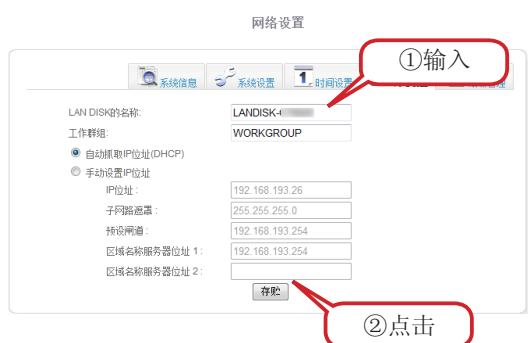 网络设置
①输入
系统信息 系统设置 时间设置
LAN DISK的名称: LANDISK-
工作群组: WORKGROUP
自动抓取IP位址(DHCP)
手动设置IP位址
IP位址: 192.168.193.26
子网路遮罩: 255.255.255.0
预设闸道: 192.168.193.254
区域名称服务器位址 1: 192.168.193.254
区域名称服务器位址 2:
存贮
②点击